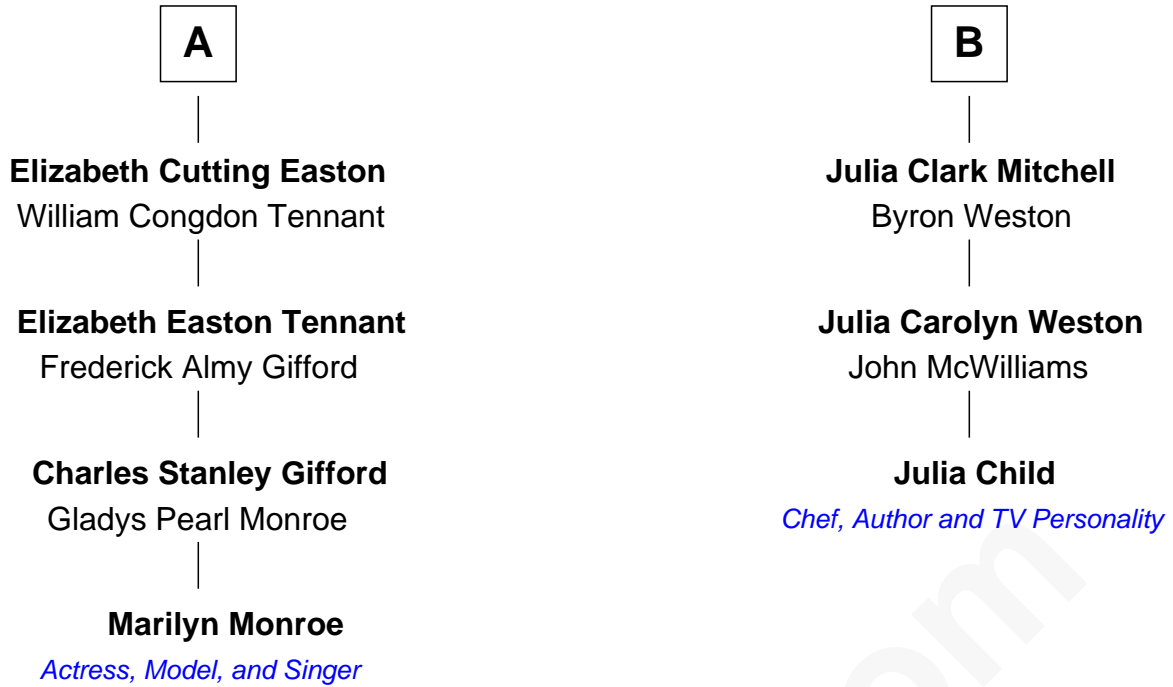 A
Elizabeth Cutting Easton
William Congdon Tennant
Elizabeth Easton Tennant
Frederick Almy Gifford
Charles Stanley Gifford
Gladys Pearl Monroe
Marilyn Monroe
Actress, Model, and Singer
B
Julia Clark Mitchell
Byron Weston
Julia Carolyn Weston
John McWilliams
Julia Child
Chef, Author and TV Personality
om